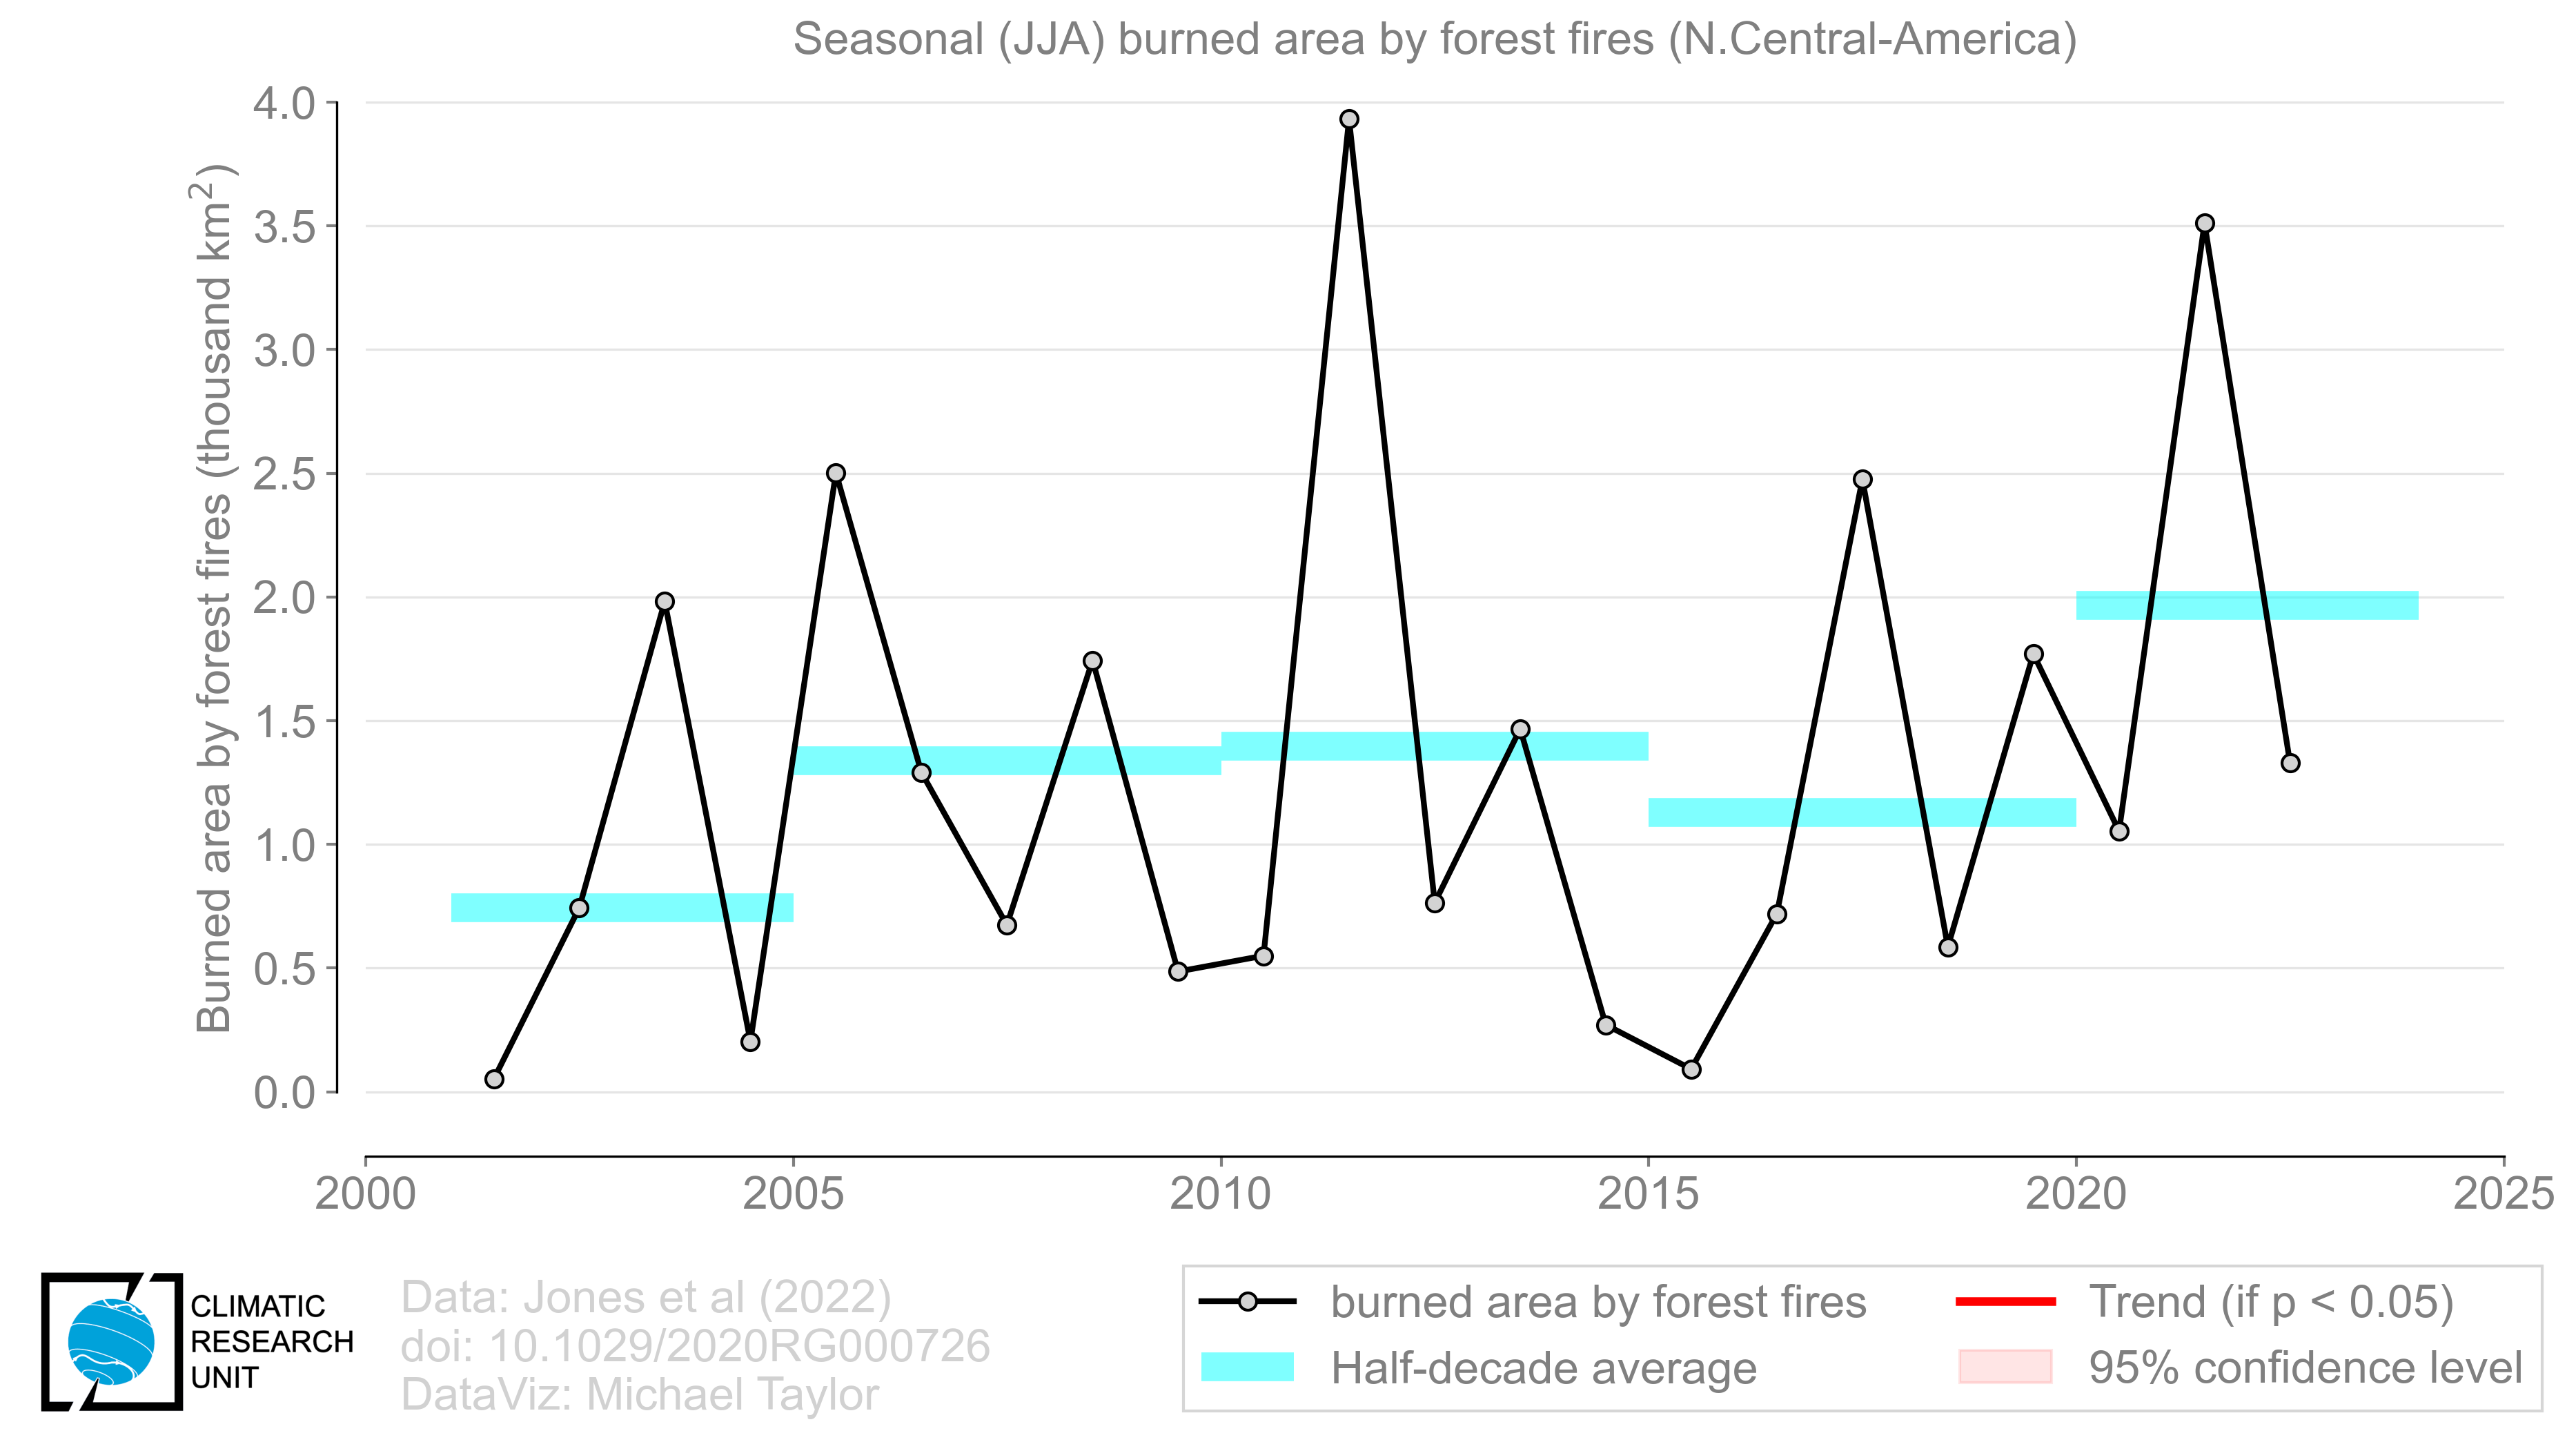 Seasonal (JJA) burned area by forest fires (N.Central-America)
Burned area by forest fires (thousand km²)
4.0
3.5
3.0
2.5
2.0
1.5
1.0
0.5
0.0
2000 2005 2010 2015 2020 2025
CLIMATIC
RESEARCH
UNIT
Data: Jones et al (2022)
doi: 10.1029/2020RG000726
DataViz: Michael Taylor
burned area by forest fires
Half-decade average
Trend (if p < 0.05)
95% confidence level